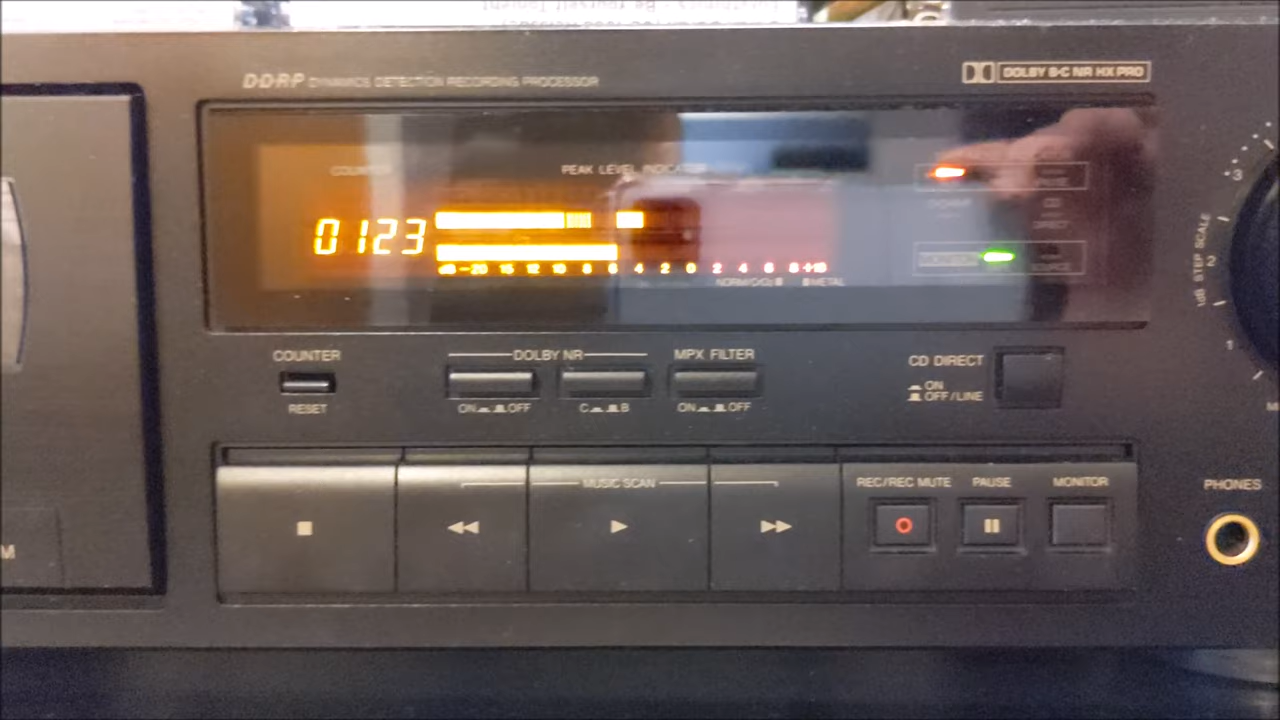 DDRP DYNAMICS DETECTION RECORDING PROCESSOR
DOLBY B-C NR HX PRO
COUNTER
PEAK LEVEL INDICATOR
0123
dB -20 15 12 10 8 6 4 2 0 2 4 6 8 +10
METAL
DIRECT
3
2
1
1dB STEP SCALE
COUNTER
RESET
DOLBY NR
ON OFF
C B
MPX FILTER
ON OFF
CD DIRECT
ON
OFF/LINE
MUSIC SCAN
REC/REC MUTE
PAUSE
MONITOR
PHONES
M